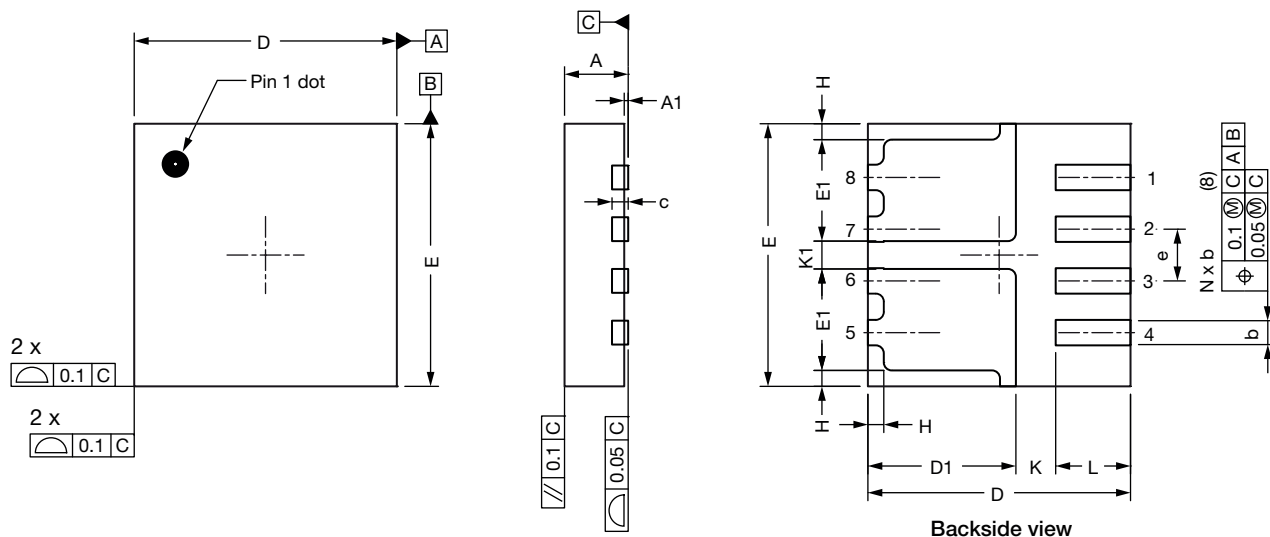 D
A
Pin 1 dot
B
E
2 x
0.1 C
2 x
0.1 C
C
A
A1
c
// 0.1 C
0.05 C
H
E1
K1
E1
H
E
8
7
6
5
1
2
3
4
e
b
N x b (8)
⌖ 0.1 Ⓜ C A B
0.05 Ⓜ C
H
D1
K
L
D
Backside view